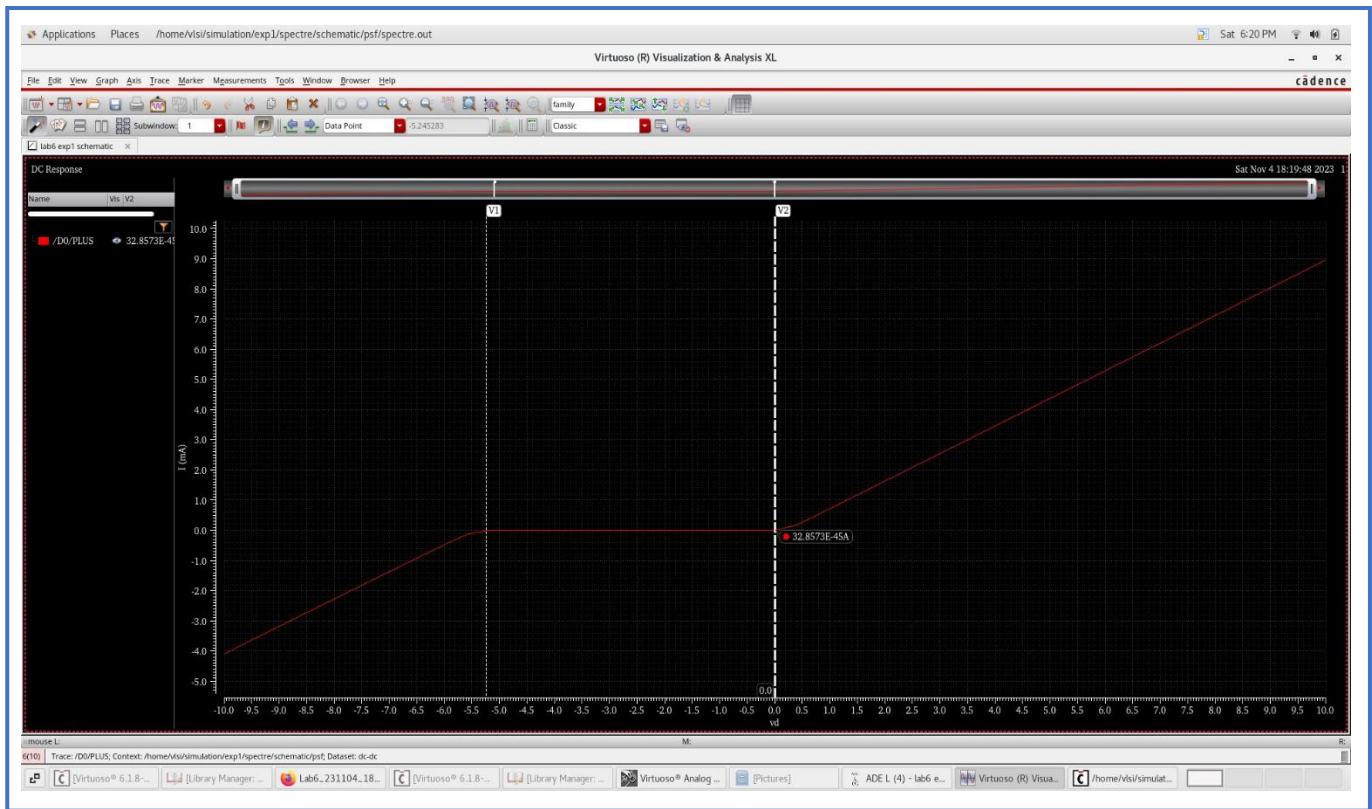 Applications Places /home/vlsi/simulation/exp1/spectre/schematic/psf/spectre.out Sat 6:20 PM
Virtuoso (R) Visualization & Analysis XL
File Edit View Graph Axis Trace Marker Measurements Tools Window Browser Help cādence
family
Subwindow: 1 Data Point -5.245283 Classic
lab6 exp1 schematic
DC Response Sat Nov 4 18:19:48 2023 1
Name Vis V2
V1 V2
/D0/PLUS 32.8573E-45
10.0
9.0
8.0
7.0
6.0
5.0
4.0
3.0
I (mA)
2.0
1.0
0.0
32.8573E-45A
-1.0
-2.0
-3.0
-4.0
-5.0
0.0
-10.0 -9.5 -9.0 -8.5 -8.0 -7.5 -7.0 -6.5 -6.0 -5.5 -5.0 -4.5 -4.0 -3.5 -3.0 -2.5 -2.0 -1.5 -1.0 -0.5 0.0 0.5 1.0 1.5 2.0 2.5 3.0 3.5 4.0 4.5 5.0 5.5 6.0 6.5 7.0 7.5 8.0 8.5 9.0 9.5 10.0
vd
mouse L: M: R:
6(10) Trace: /D0/PLUS; Context: /home/vlsi/simulation/exp1/spectre/schematic/psf; Dataset: dc-dc
[Virtuoso® 6.1.8-... [Library Manager: ... Lab6_231104_18... [Virtuoso® 6.1.8-... [Library Manager: ... Virtuoso® Analog ... [Pictures] ADE L (4) - lab6 e... Virtuoso (R) Visua... /home/vlsi/simulat...